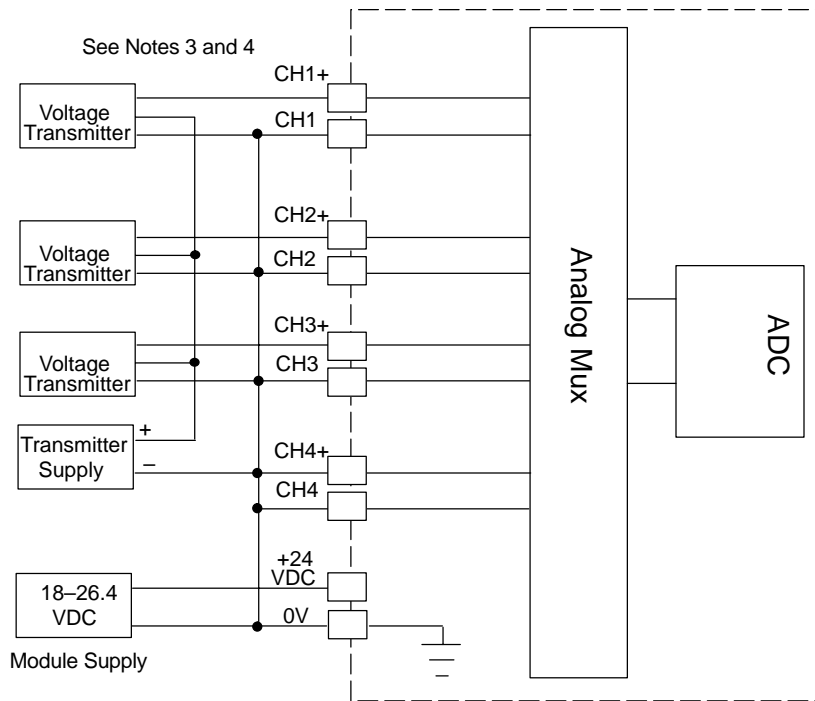 See Notes 3 and 4
CH1+
Voltage
Transmitter
CH1
CH2+
Voltage
Transmitter
CH2
CH3+
Voltage
Transmitter
CH3
Transmitter
Supply
+
–
CH4+
CH4
+24
VDC
18–26.4
VDC
0V
Module Supply
Analog Mux
ADC